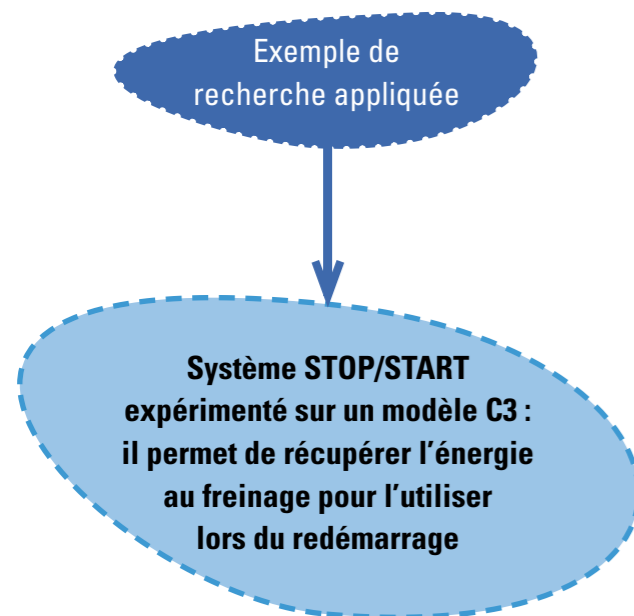 Exemple de
recherche appliquée
Système STOP/START
expérimenté sur un modèle C3 :
il permet de récupérer l’énergie
au freinage pour l’utiliser
lors du redémarrage